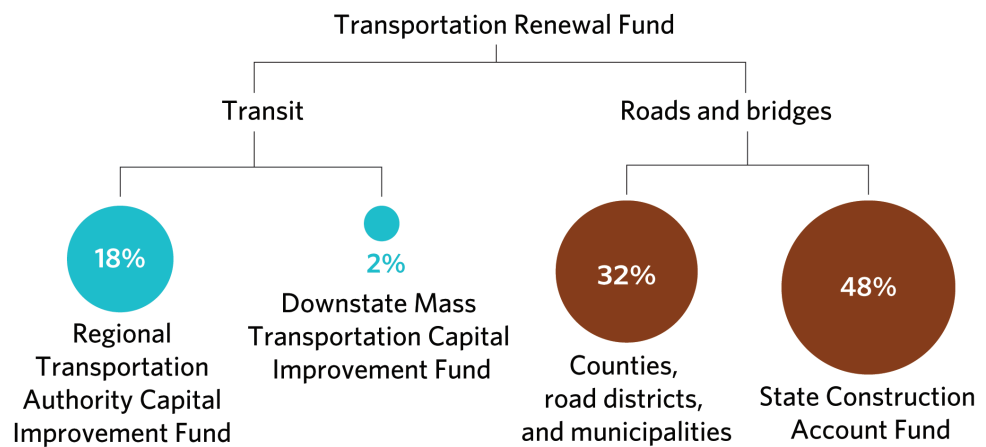 Transportation Renewal Fund
Transit
Roads and bridges
18%
Regional
Transportation
Authority Capital
Improvement Fund
2%
Downstate Mass
Transportation Capital
Improvement Fund
32%
Counties,
road districts,
and municipalities
48%
State Construction
Account Fund